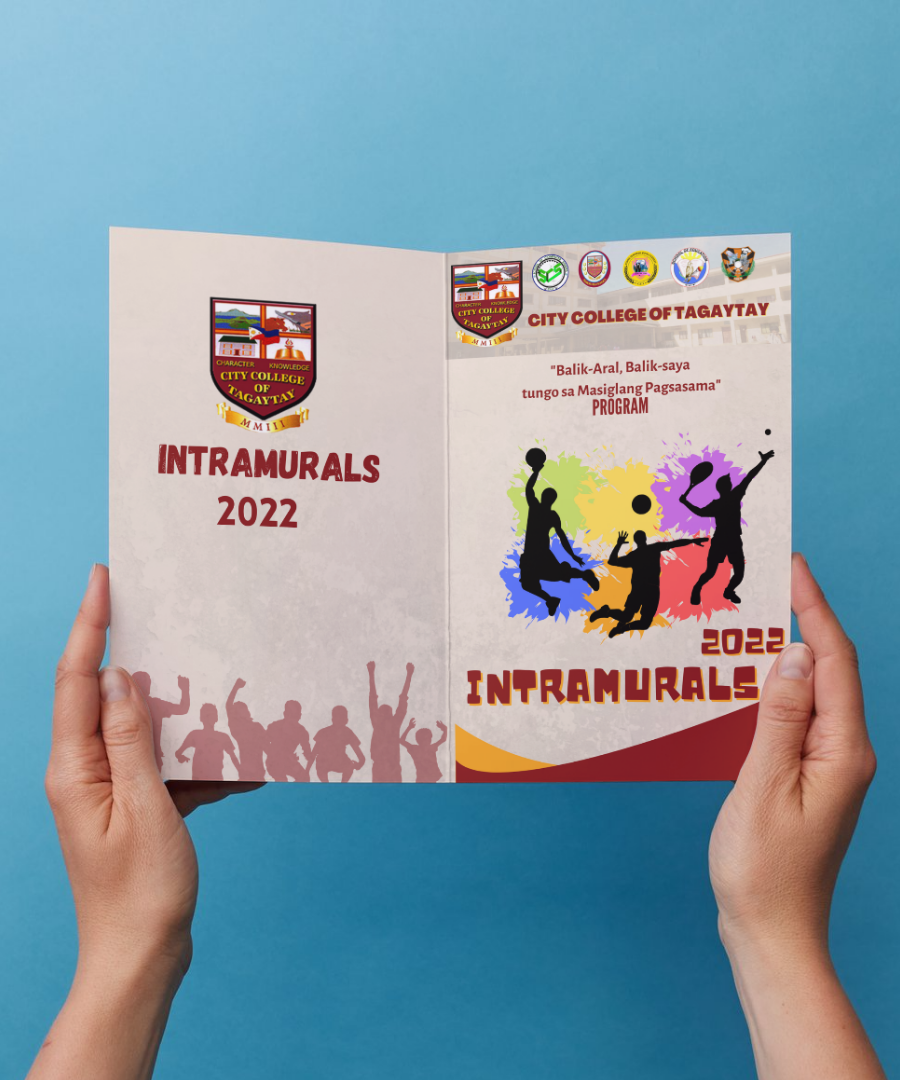 CHARACTER KNOWLEDGE
CITY COLLEGE
OF
TAGAYTAY
MMIII
INTRAMURALS
2022
CHARACTER KNOWLEDGE
CITY COLLEGE
OF
TAGAYTAY
MMIII
CITY COLLEGE OF TAGAYTAY
"Balik-Aral, Balik-saya
tungo sa Masiglang Pagsasama"
PROGRAM
2022
INTRAMURALS